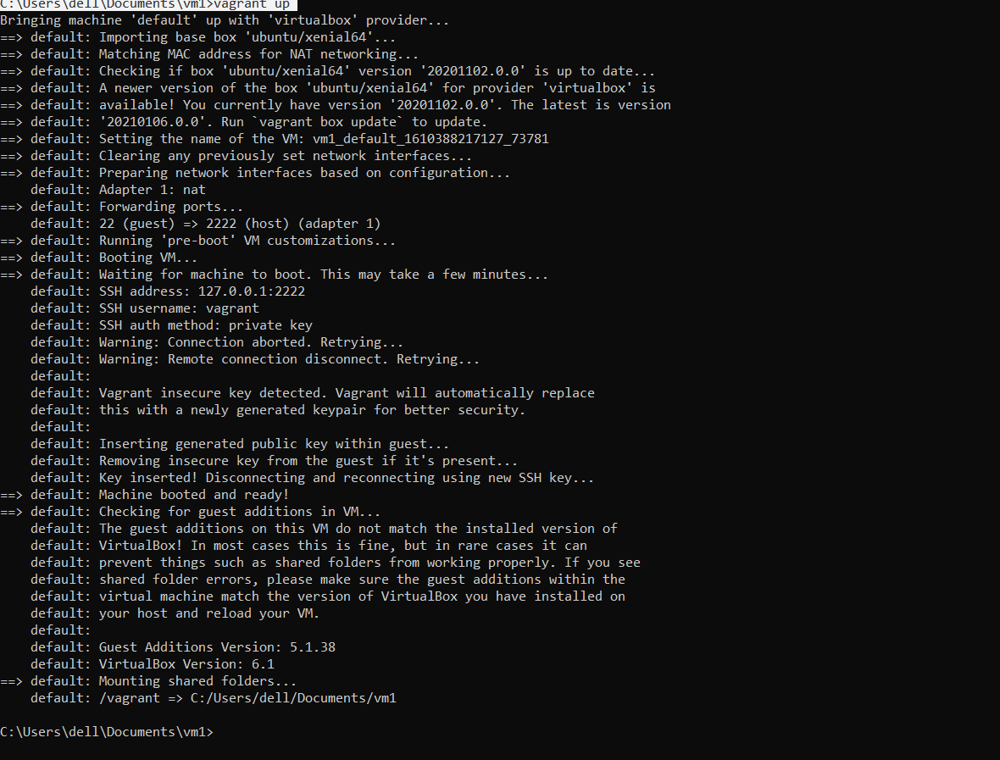 C:\Users\dell\Documents\vm1>vagrant up
Bringing machine 'default' up with 'virtualbox' provider...
==> default: Importing base box 'ubuntu/xenial64'...
==> default: Matching MAC address for NAT networking...
==> default: Checking if box 'ubuntu/xenial64' version '20201102.0.0' is up to date...
==> default: A newer version of the box 'ubuntu/xenial64' for provider 'virtualbox' is
==> default: available! You currently have version '20201102.0.0'. The latest is version
==> default: '20210106.0.0'. Run `vagrant box update` to update.
==> default: Setting the name of the VM: vm1_default_1610388217127_73781
==> default: Clearing any previously set network interfaces...
==> default: Preparing network interfaces based on configuration...
    default: Adapter 1: nat
==> default: Forwarding ports...
    default: 22 (guest) => 2222 (host) (adapter 1)
==> default: Running 'pre-boot' VM customizations...
==> default: Booting VM...
==> default: Waiting for machine to boot. This may take a few minutes...
    default: SSH address: 127.0.0.1:2222
    default: SSH username: vagrant
    default: SSH auth method: private key
    default: Warning: Connection aborted. Retrying...
    default: Warning: Remote connection disconnect. Retrying...
    default:
    default: Vagrant insecure key detected. Vagrant will automatically replace
    default: this with a newly generated keypair for better security.
    default:
    default: Inserting generated public key within guest...
    default: Removing insecure key from the guest if it's present...
    default: Key inserted! Disconnecting and reconnecting using new SSH key...
==> default: Machine booted and ready!
==> default: Checking for guest additions in VM...
    default: The guest additions on this VM do not match the installed version of
    default: VirtualBox! In most cases this is fine, but in rare cases it can
    default: prevent things such as shared folders from working properly. If you see
    default: shared folder errors, please make sure the guest additions within the
    default: virtual machine match the version of VirtualBox you have installed on
    default: your host and reload your VM.
    default:
    default: Guest Additions Version: 5.1.38
    default: VirtualBox Version: 6.1
==> default: Mounting shared folders...
    default: /vagrant => C:/Users/dell/Documents/vm1
C:\Users\dell\Documents\vm1>